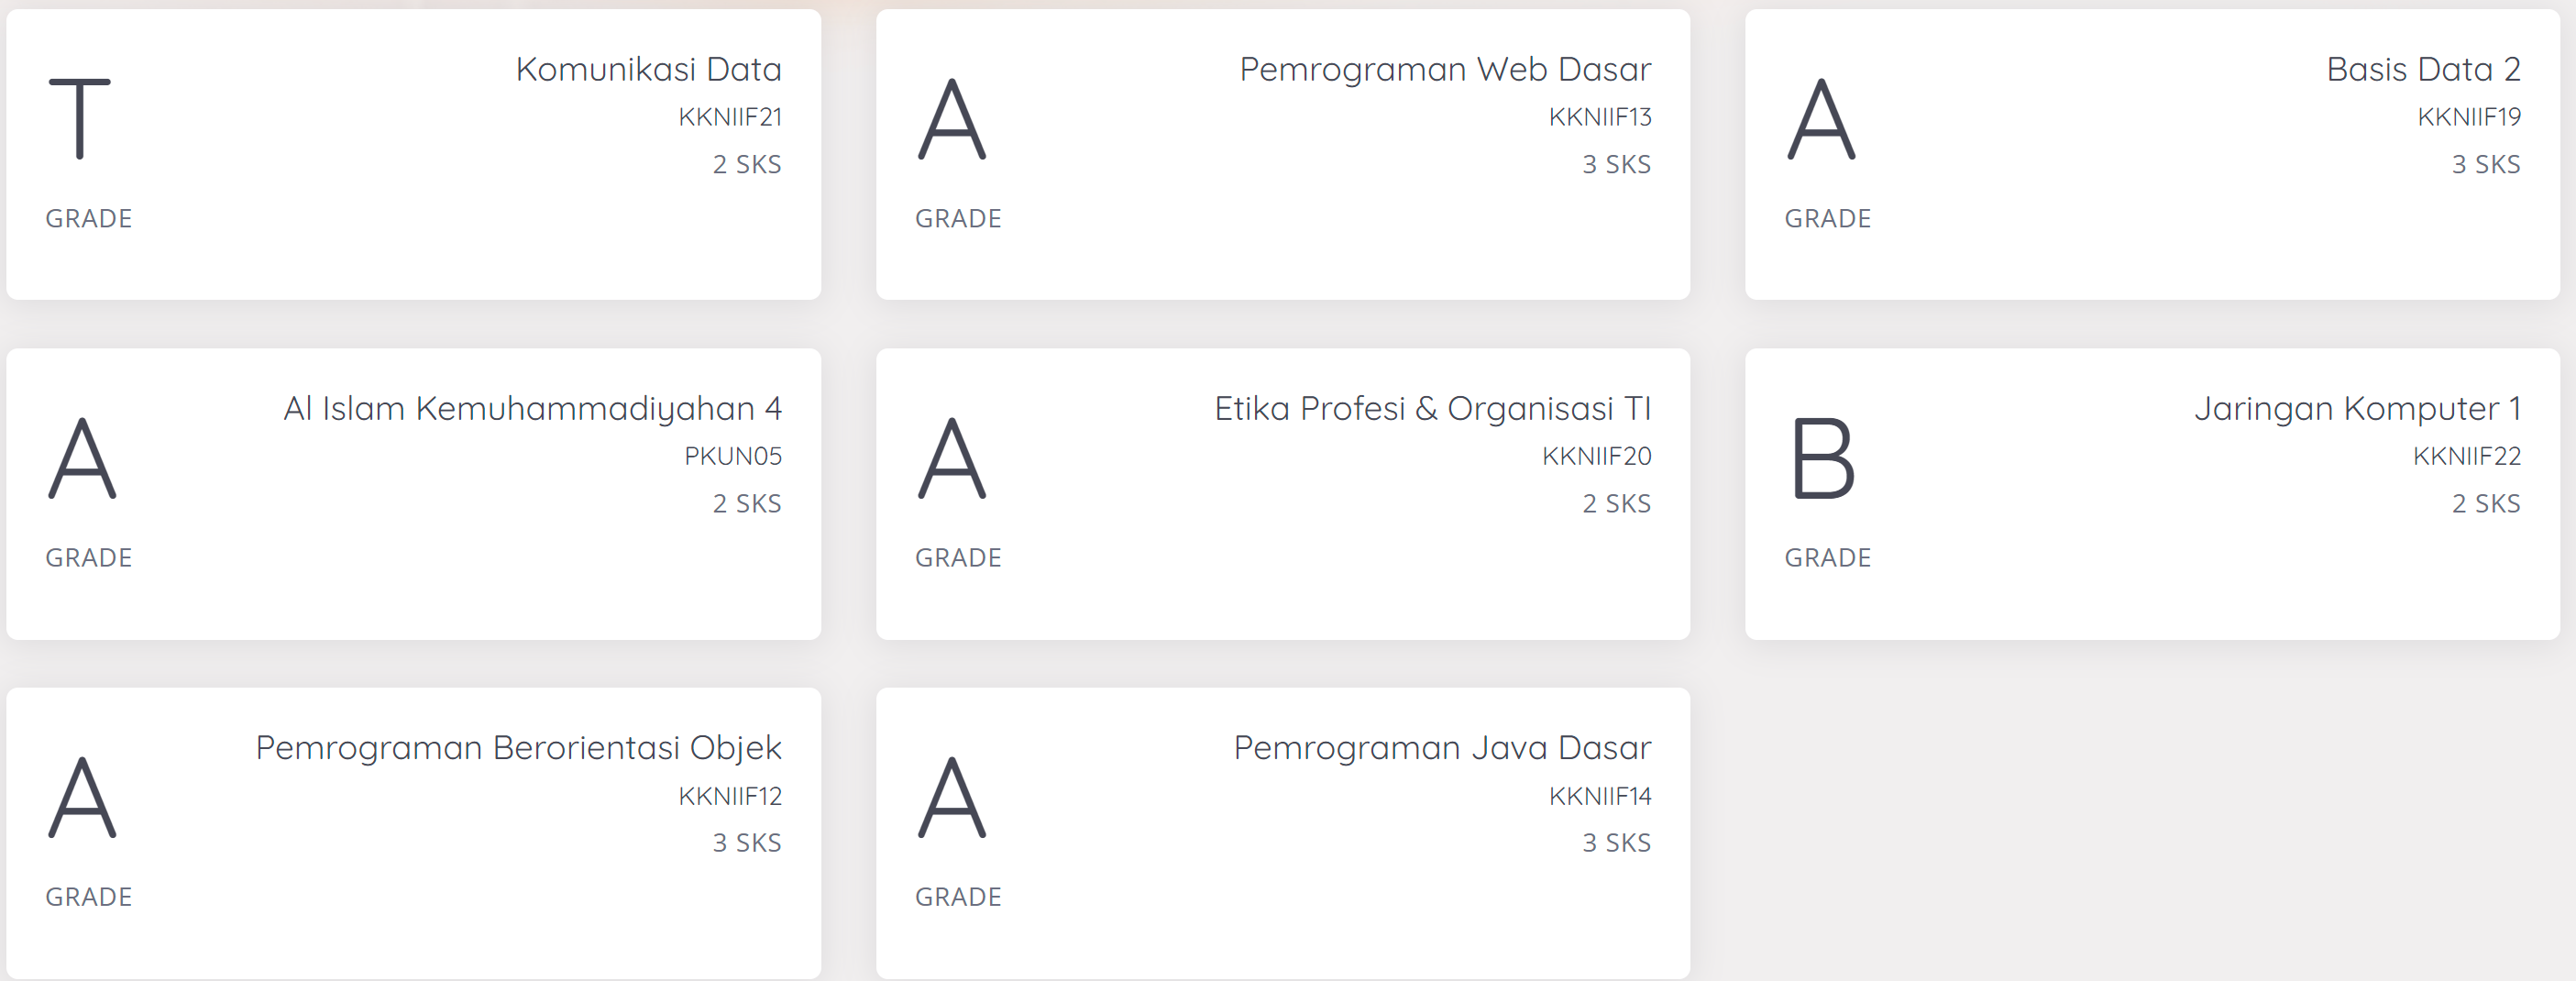 T
Komunikasi Data
KKNIIF21
2 SKS
GRADE
A
Pemrograman Web Dasar
KKNIIF13
3 SKS
GRADE
A
Basis Data 2
KKNIIF19
3 SKS
GRADE
A
Al Islam Kemuhammadiyahan 4
PKUN05
2 SKS
GRADE
A
Etika Profesi & Organisasi TI
KKNIIF20
2 SKS
GRADE
B
Jaringan Komputer 1
KKNIIF22
2 SKS
GRADE
A
Pemrograman Berorientasi Objek
KKNIIF12
3 SKS
GRADE
A
Pemrograman Java Dasar
KKNIIF14
3 SKS
GRADE